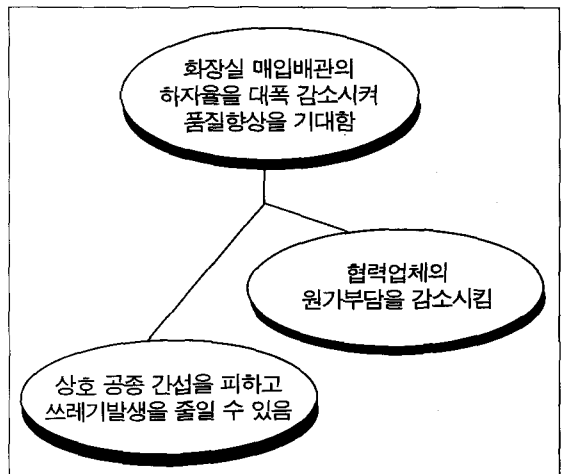 화장실 매입배관의
하자율을 대폭 감소시켜
품질향상을 기대함
협력업체의
원가부담을 감소시킴
상호 공종 간섭을 피하고
쓰레기발생을 줄일 수 있음